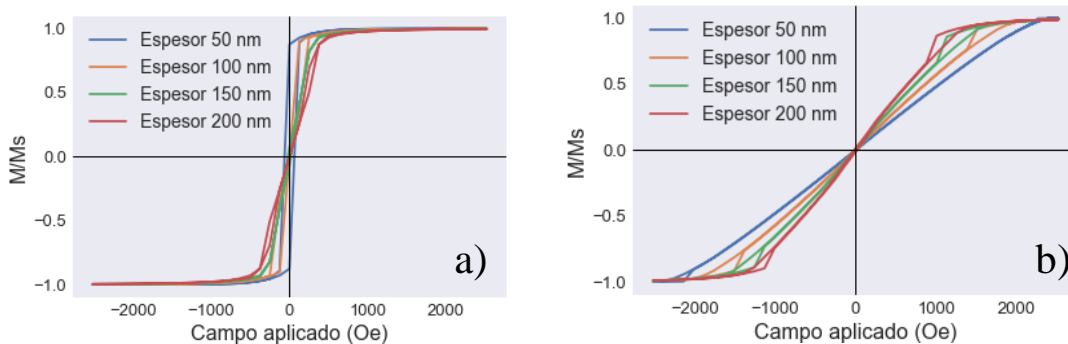 1.0
0.5
0.0
−0.5
−1.0
M/Ms
Espesor 50 nm
Espesor 100 nm
Espesor 150 nm
Espesor 200 nm
a)
−2000 −1000 0 1000 2000
Campo aplicado (Oe)
1.0
0.5
0.0
−0.5
−1.0
M/Ms
Espesor 50 nm
Espesor 100 nm
Espesor 150 nm
Espesor 200 nm
b)
−2000 −1000 0 1000 2000
Campo aplicado (Oe)